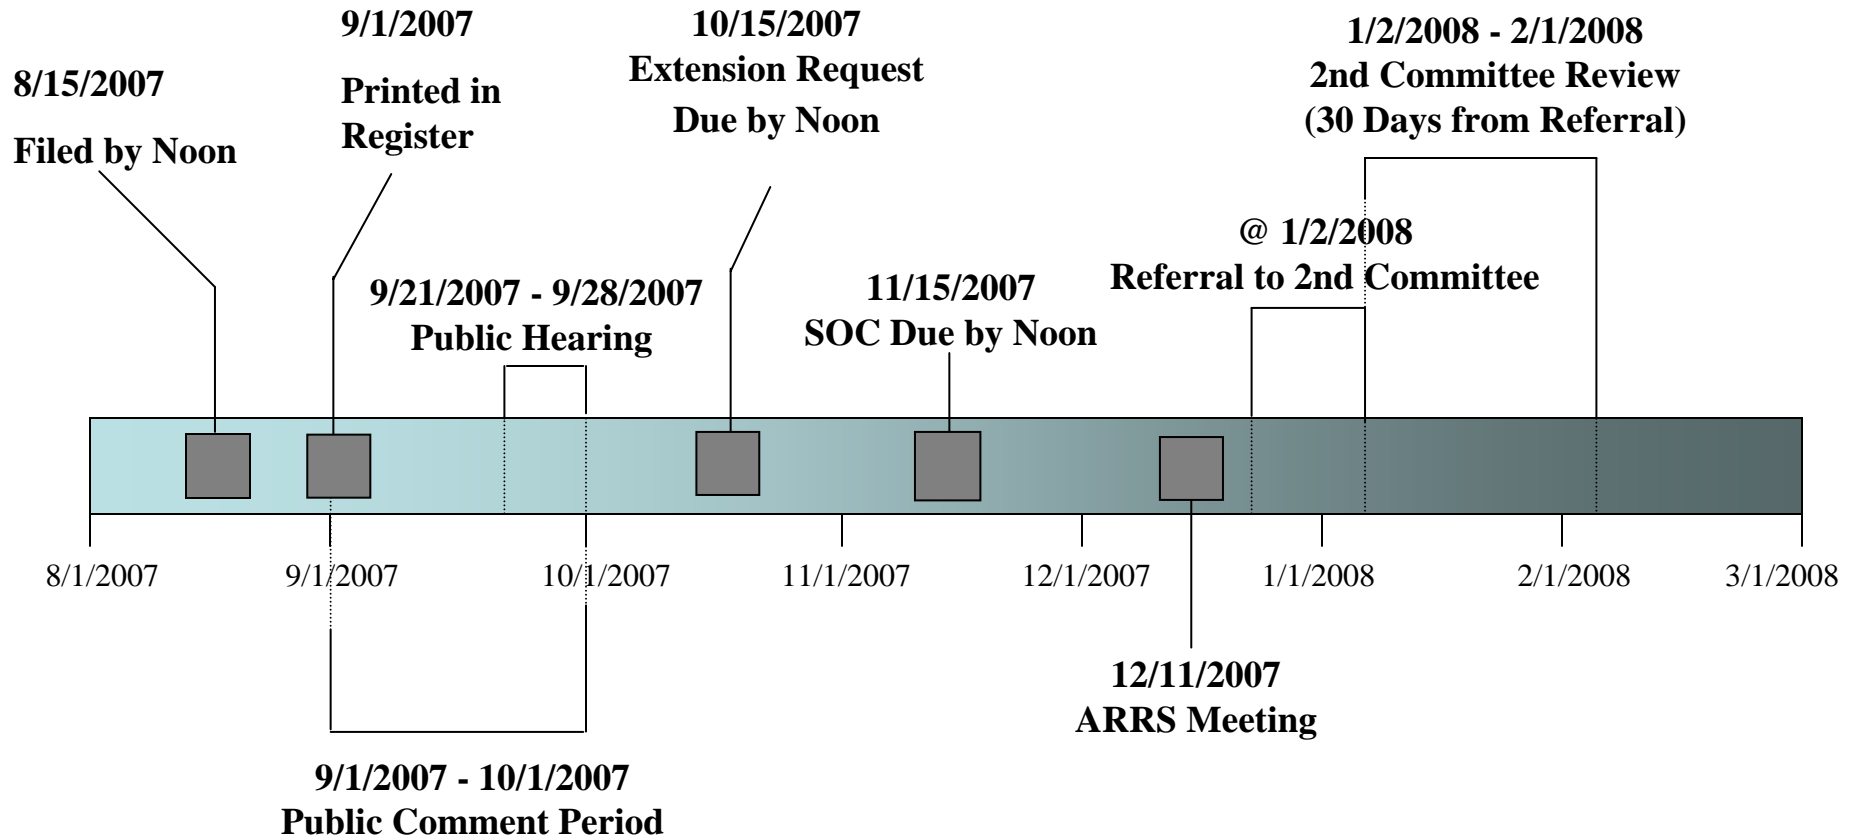 8/15/2007
Filed by Noon
9/1/2007
Printed in
Register
9/21/2007 - 9/28/2007
Public Hearing
10/15/2007
Extension Request
Due by Noon
11/15/2007
SOC Due by Noon
@ 1/2/2008
Referral to 2nd Committee
1/2/2008 - 2/1/2008
2nd Committee Review
(30 Days from Referral)
8/1/2007
9/1/2007
10/1/2007
11/1/2007
12/1/2007
1/1/2008
2/1/2008
3/1/2008
12/11/2007
ARRS Meeting
9/1/2007 - 10/1/2007
Public Comment Period